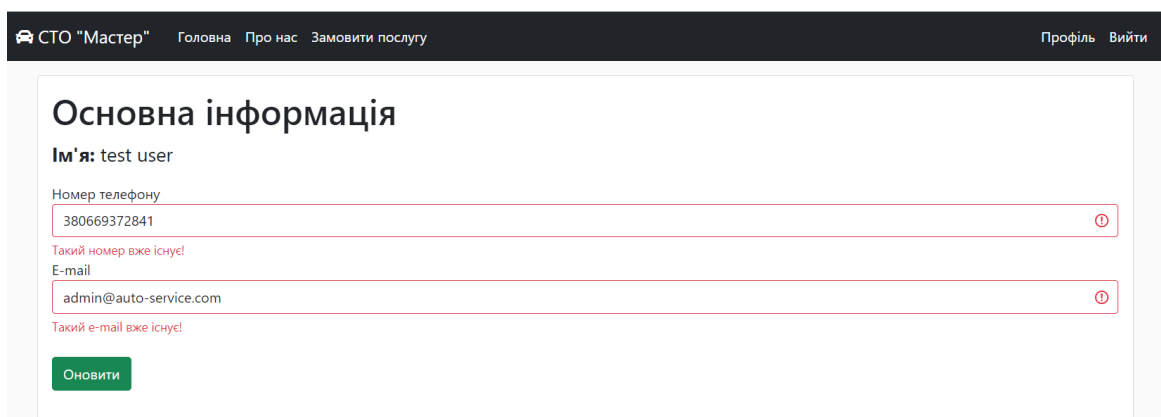 СТО "Мастер" Головна Про нас Замовити послугу Профіль Вийти
Основна інформація
Ім'я: test user
Номер телефону
380669372841
Такий номер вже існує!
E-mail
admin@auto-service.com
Такий e-mail вже існує!
Оновити